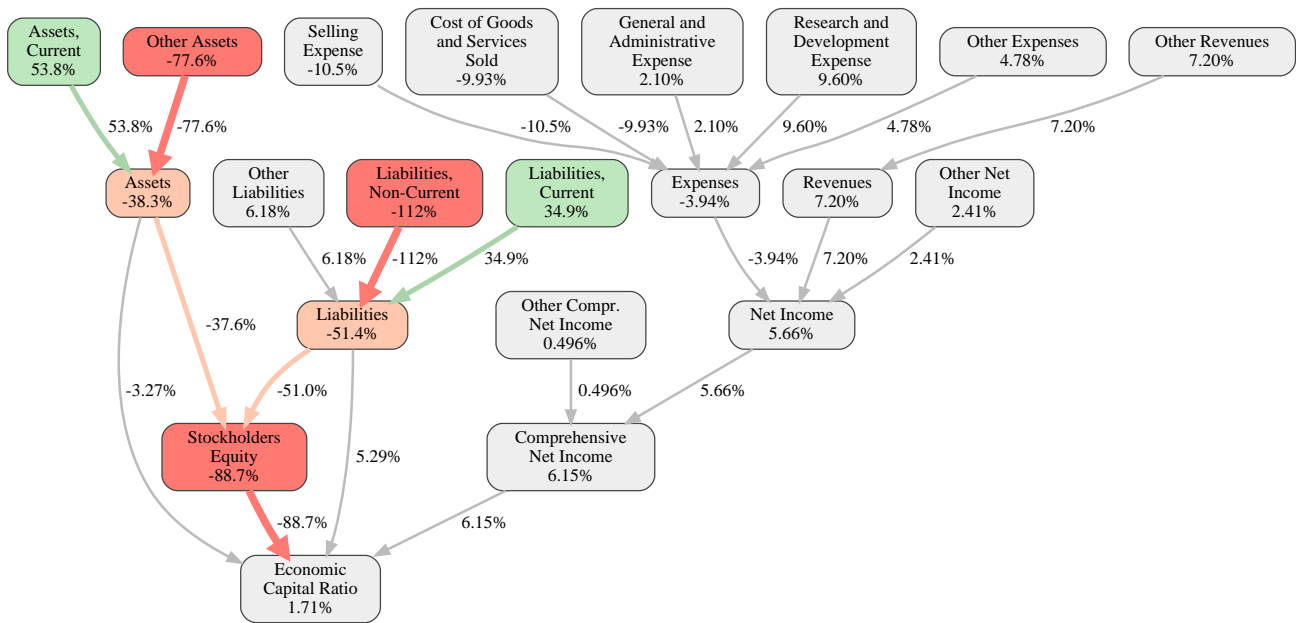 Assets,
Current
53.8%
Other Assets
-77.6%
Selling
Expense
-10.5%
Cost of Goods
and Services
Sold
-9.93%
General and
Administrative
Expense
2.10%
Research and
Development
Expense
9.60%
Other Expenses
4.78%
Other Revenues
7.20%
53.8%
-77.6%
-10.5%
-9.93%
2.10%
9.60%
4.78%
7.20%
Assets
-38.3%
Other
Liabilities
6.18%
Liabilities,
Non-Current
-112%
Liabilities,
Current
34.9%
Expenses
-3.94%
Revenues
7.20%
Other Net
Income
2.41%
6.18%
-112%
34.9%
-3.94%
7.20%
2.41%
-37.6%
Liabilities
-51.4%
Other Compr.
Net Income
0.496%
Net Income
5.66%
-3.27%
-51.0%
0.496%
5.66%
Stockholders
Equity
-88.7%
5.29%
Comprehensive
Net Income
6.15%
-88.7%
6.15%
Economic
Capital Ratio
1.71%